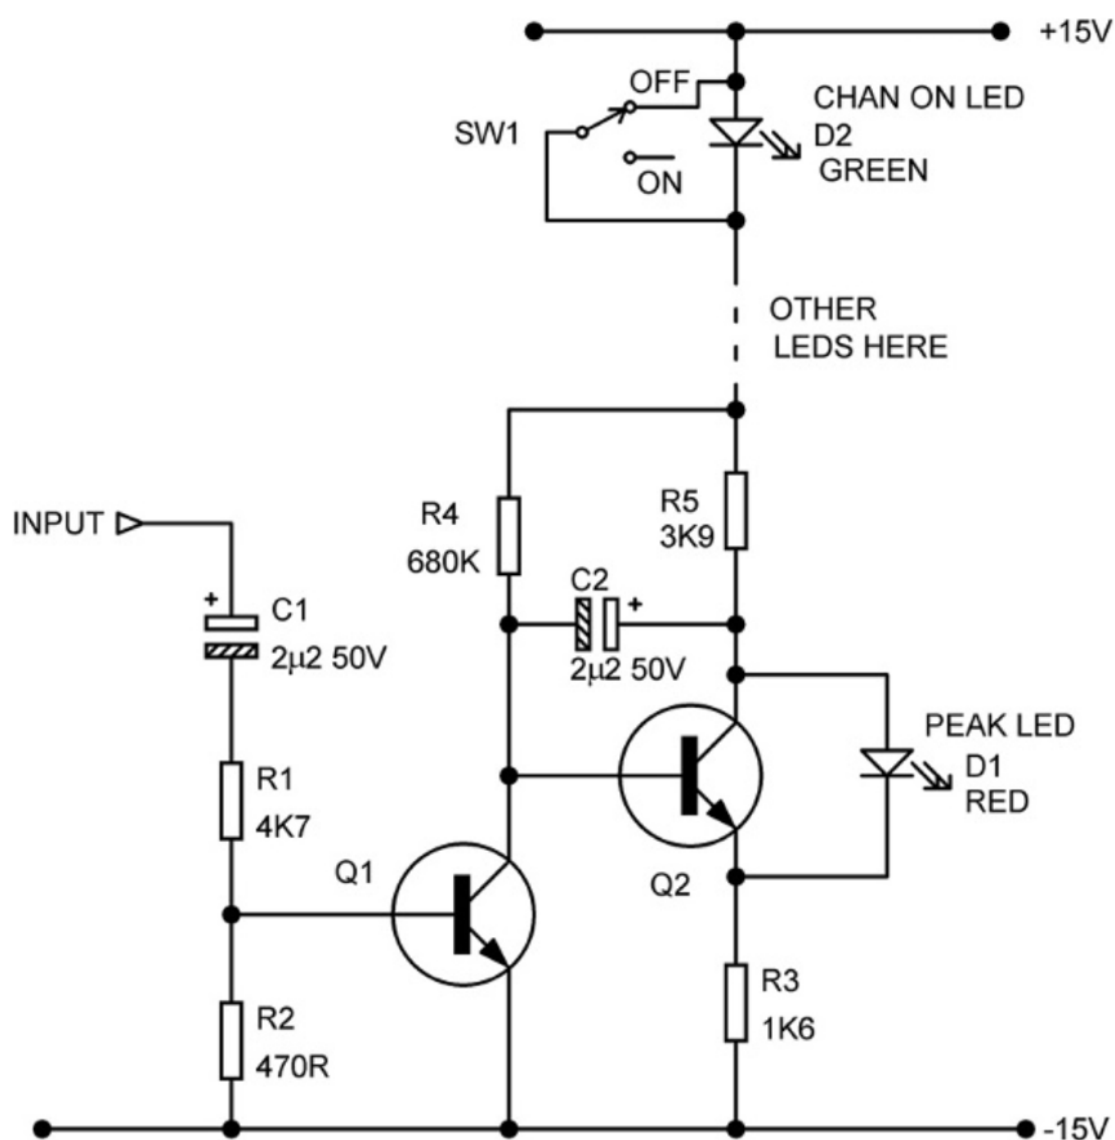 +15V
OFF
CHAN ON LED
SW1
D2
GREEN
ON
OTHER
LEDS HERE
R4
680K
R5
3K9
INPUT
C2
+
2µ2 50V
+
C1
2µ2 50V
PEAK LED
D1
RED
R1
4K7
Q1
Q2
R2
470R
R3
1K6
-15V